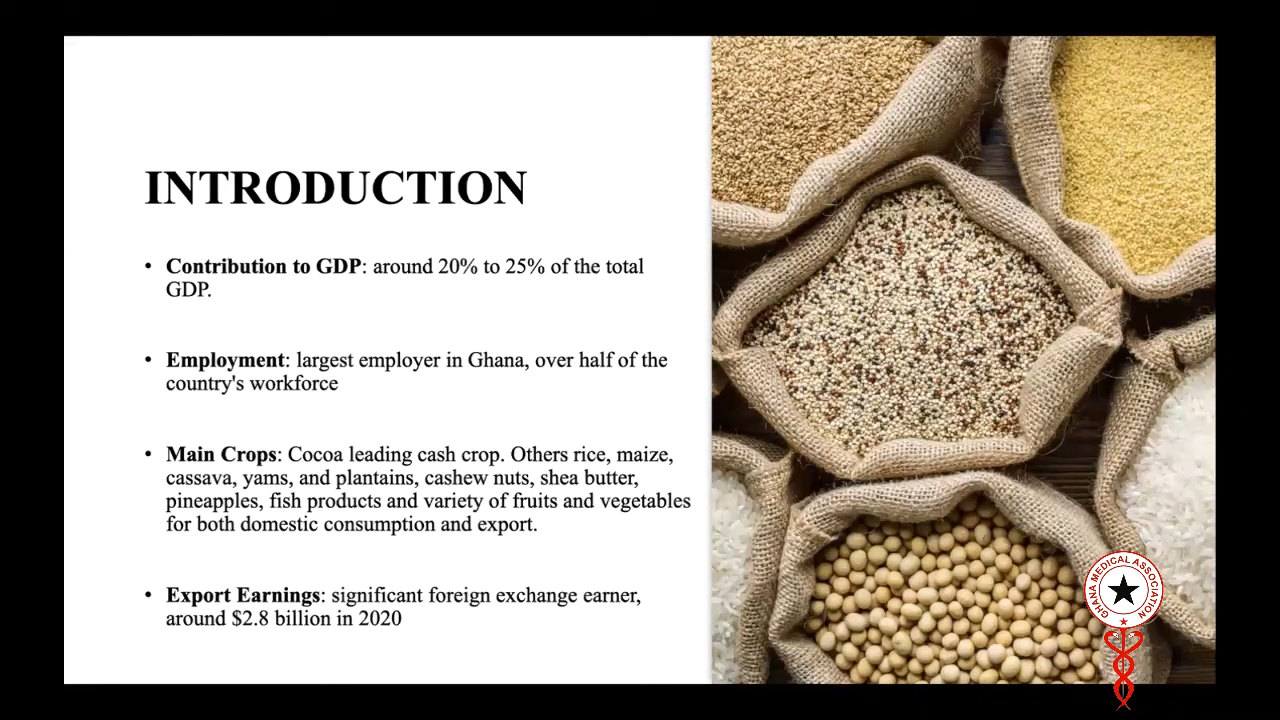 INTRODUCTION
• Contribution to GDP: around 20% to 25% of the total
GDP.
• Employment: largest employer in Ghana, over half of the
country's workforce
• Main Crops: Cocoa leading cash crop. Others rice, maize,
cassava, yams, and plantains, cashew nuts, shea butter,
pineapples, fish products and variety of fruits and vegetables
for both domestic consumption and export.
• Export Earnings: significant foreign exchange earner,
around $2.8 billion in 2020
GHANA MEDICAL ASSOCIATION